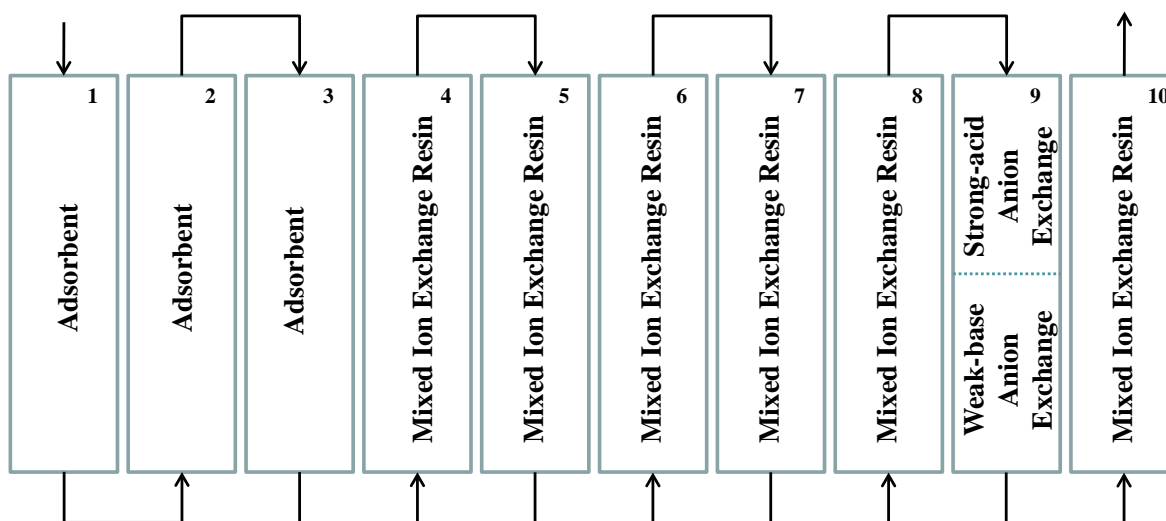 1
Adsorbent
2
Adsorbent
3
Adsorbent
4
Mixed Ion Exchange Resin
5
Mixed Ion Exchange Resin
6
Mixed Ion Exchange Resin
7
Mixed Ion Exchange Resin
8
Mixed Ion Exchange Resin
9
Strong-acid
Anion
Exchange
Weak-base
Anion
Exchange
10
Mixed Ion Exchange Resin